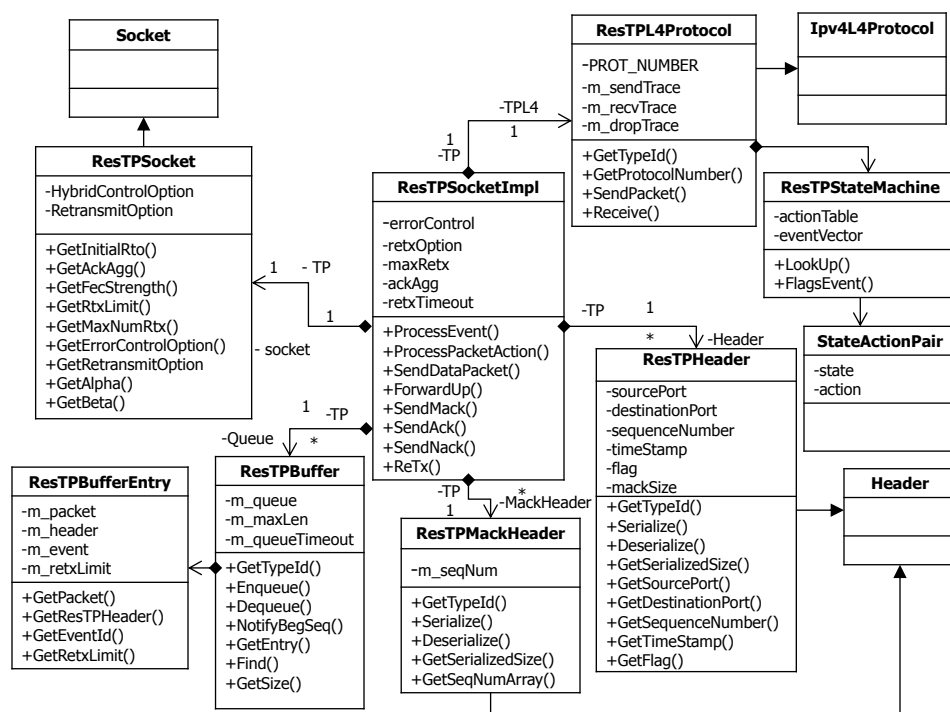 Socket
ResTPSocket
-HybridControlOption
-RetransmitOption
+GetInitialRto()
+GetAckAgg()
+GetFecStrength()
+GetRtxLimit()
+GetMaxNumRtx()
+GetErrorControlOption()
+GetRetransmitOption
+GetAlpha()
+GetBeta()
ResTPL4Protocol
-PROT_NUMBER
-m_sendTrace
-m_recvTrace
-m_dropTrace
+GetTypeId()
+GetProtocolNumber()
+SendPacket()
+Receive()
Ipv4L4Protocol
-TPL4
1
1
-TP
ResTPSocketImpl
-errorControl
-retxOption
-maxRetx
-ackAgg
-retxTimeout
+ProcessEvent()
+ProcessPacketAction()
+SendDataPacket()
+ForwardUp()
+SendMack()
+SendAck()
+SendNack()
+ReTx()
ResTPStateMachine
-actionTable
-eventVector
+LookUp()
+FlagsEvent()
StateActionPair
-state
-action
1
- TP
1
- socket
-TP
1
*
-Header
ResTPHeader
-sourcePort
-destinationPort
-sequenceNumber
-timeStamp
-flag
-mackSize
+GetTypeId()
+Serialize()
+Deserialize()
+GetSerializedSize()
+GetSourcePort()
+GetDestinationPort()
+GetSequenceNumber()
+GetTimeStamp()
+GetFlag()
Header
1
-TP
-Queue
*
ResTPBuffer
-m_queue
-m_maxLen
-m_queueTimeout
+GetTypeId()
+Enqueue()
+Dequeue()
+NotifyBegSeq()
+GetEntry()
+Find()
+GetSize()
ResTPBufferEntry
-m_packet
-m_header
-m_event
-m_retxLimit
+GetPacket()
+GetResTPHeader()
+GetEventId()
+GetRetxLimit()
-TP
1
*
-MackHeader
ResTPMackHeader
-m_seqNum
+GetTypeId()
+Serialize()
+Deserialize()
+GetSerializedSize()
+GetSeqNumArray()